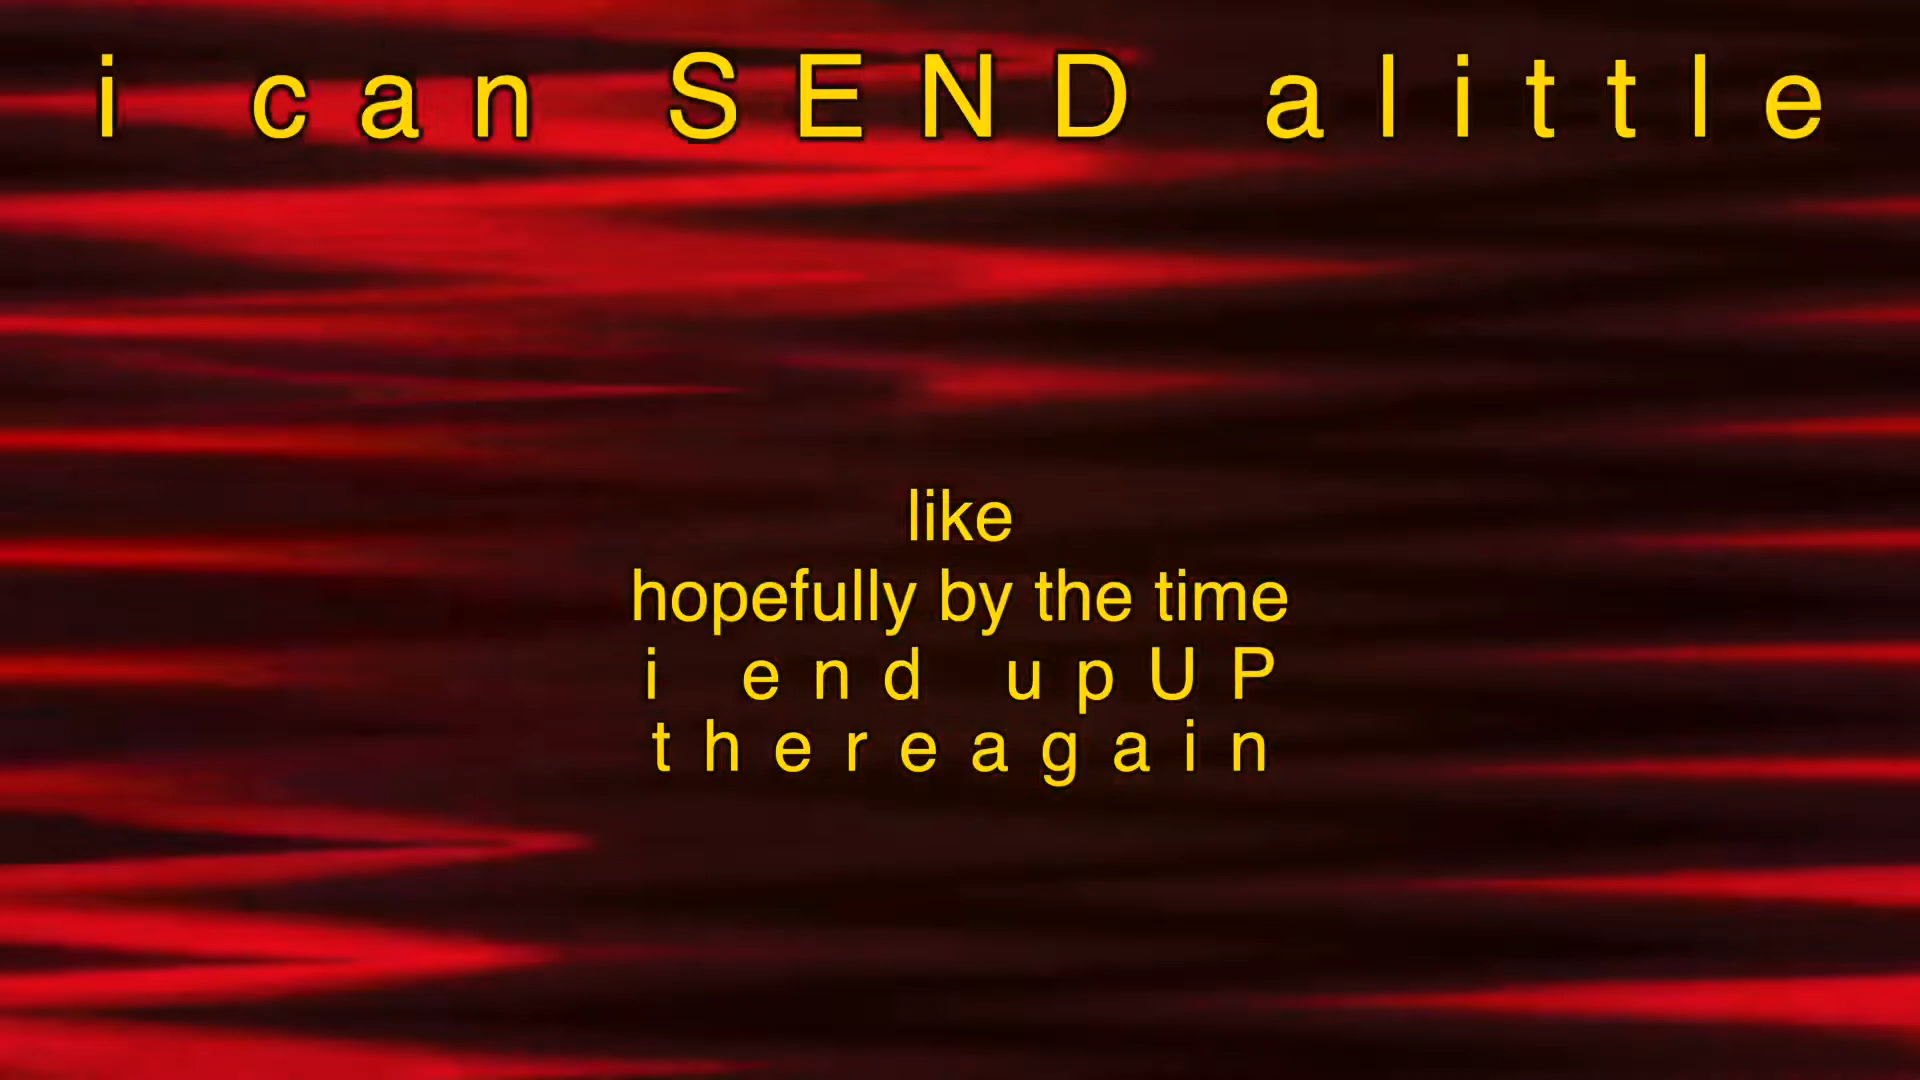 i can SEND alittle
like
hopefully by the time
i end upUP
thereagain